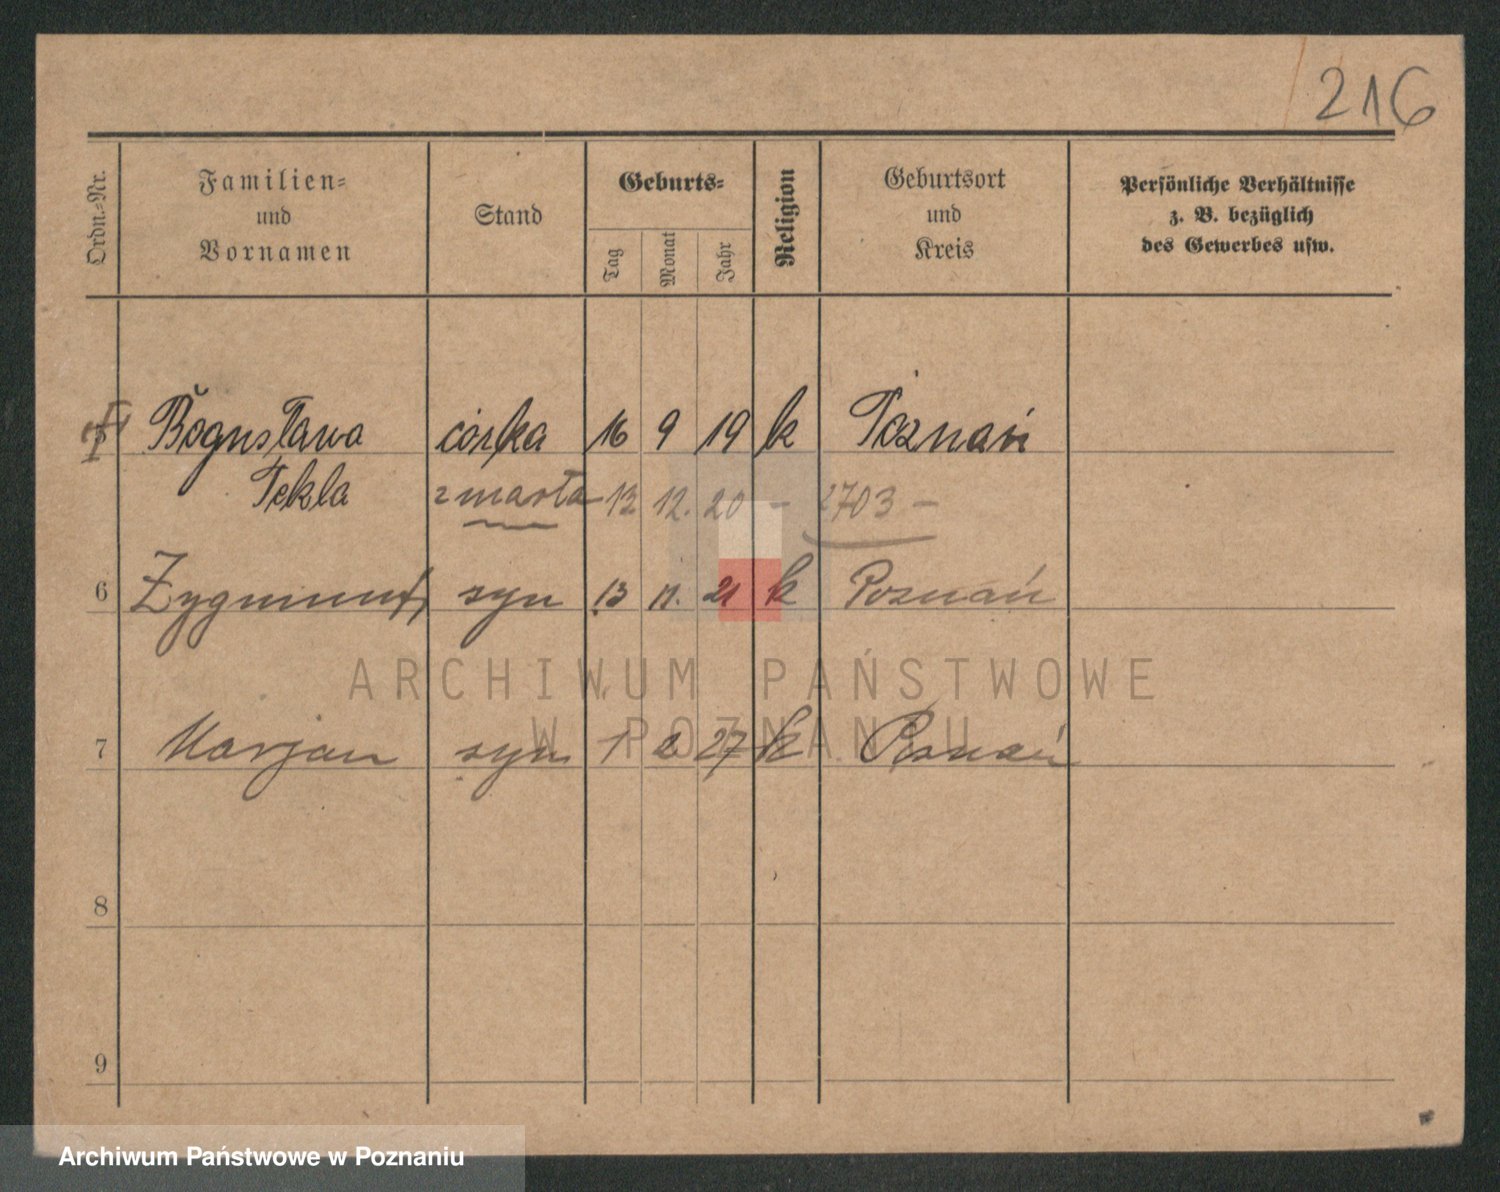 216
Ordn.-Nr.
Familien-
und
Vornamen
Stand
Geburts-
Tag
Monat
Jahr
Religion
Geburtsort
und
Kreis
Persönliche Verhältnisse
z. B. bezüglich
des Gewerbes usw.
Bogusława córka 16 9 19 k Poznań
Tekla zmarła 12. 20 - 2703 -
6 Zygmunt syn 13 11. 21 k Poznań
ARCHIWUM PAŃSTWOWE
W POZNANIU
7 Marjan syn 1 2 27 k Poznań
8
9
Archiwum Państwowe w Poznaniu